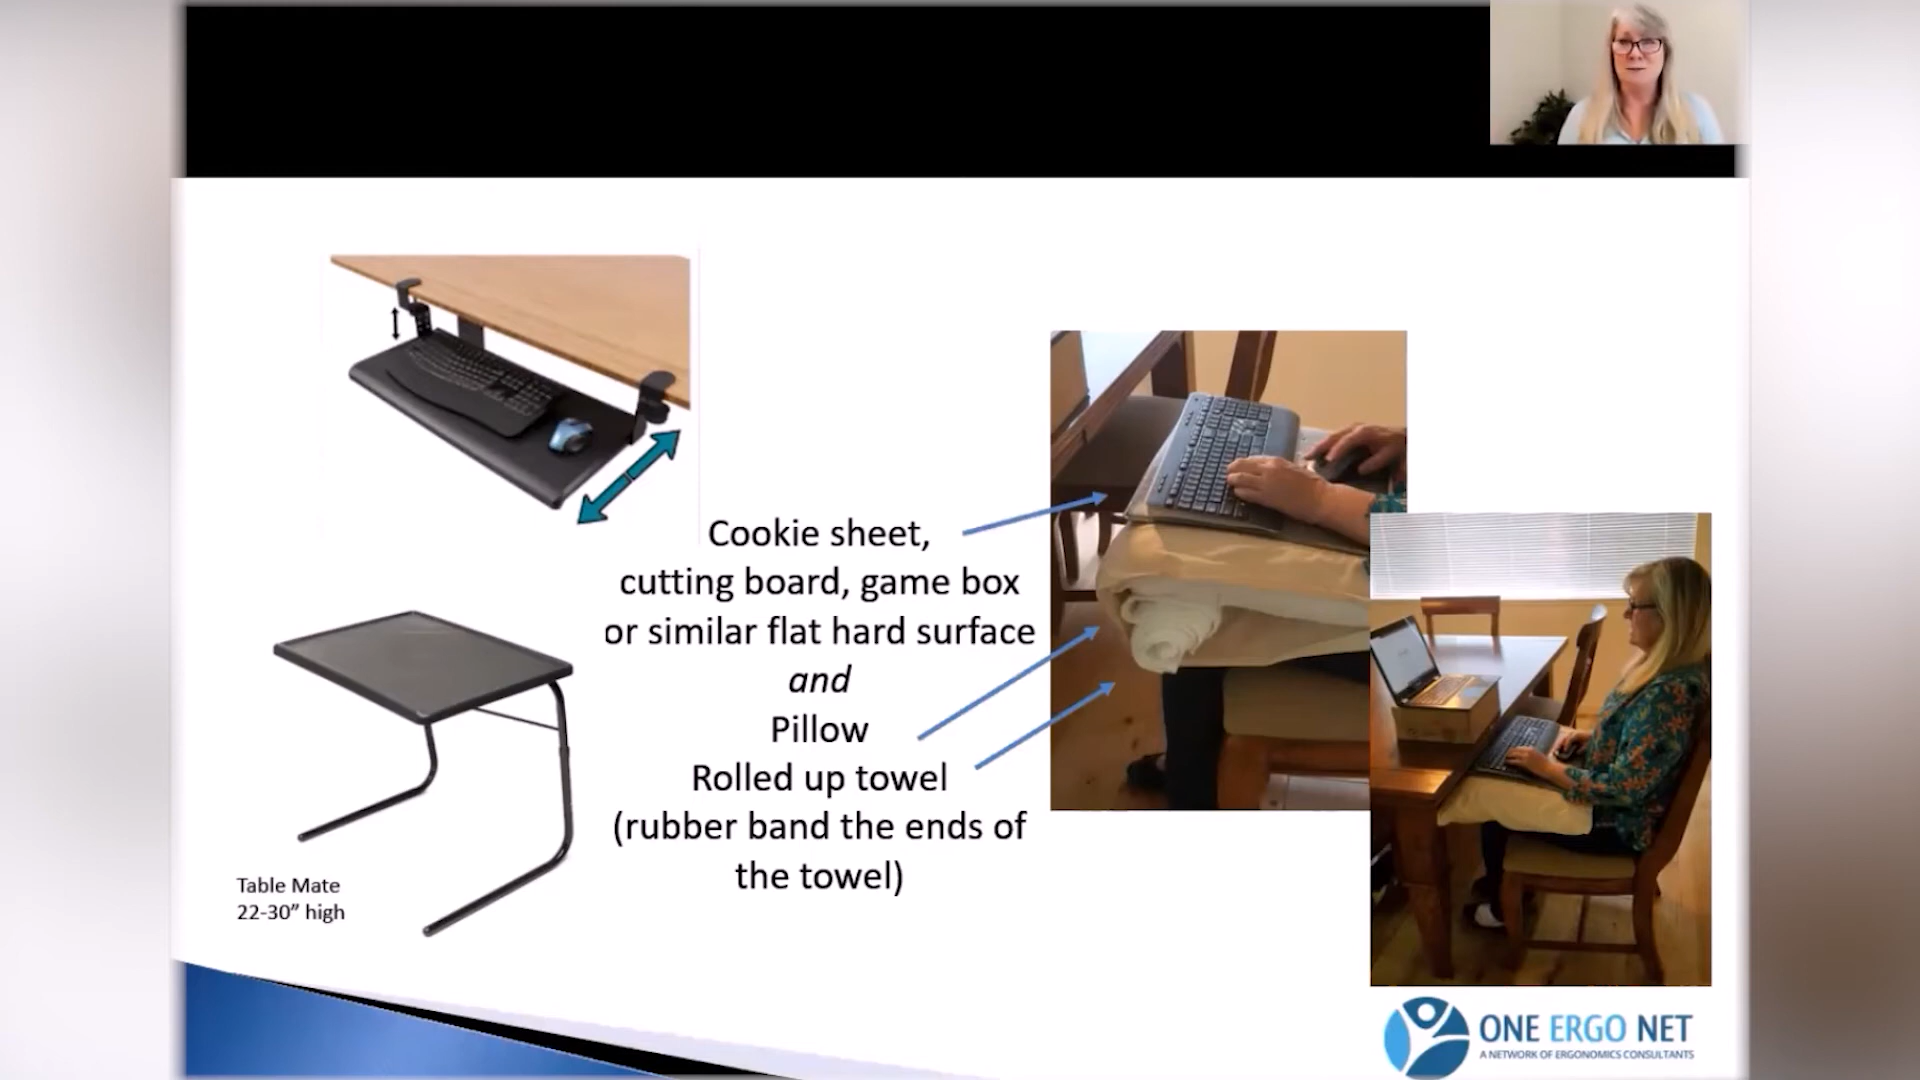 Cookie sheet,
cutting board, game box
or similar flat hard surface
and
Pillow
Rolled up towel
(rubber band the ends of
the towel)
Table Mate
22-30” high
ONE ERGO NET
A NETWORK OF ERGONOMICS CONSULTANTS